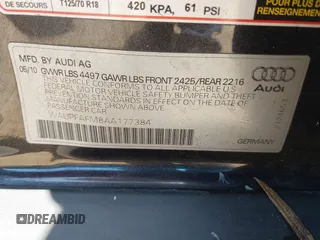 T125/70 R18 420 KPA, 61 PSI
MFD. BY AUDI AG
05/10 GVWR LBS 4497 GAWR LBS FRONT 2425/REAR 2216
THIS VEHICLE CONFORMS TO ALL APPLICABLE U.S.
FEDERAL MOTOR VEHICLE SAFETY BUMPER AND THEFT
PREVENTION STANDARDS IN EFFECT ON THE DATE OF
MANUFACTURE SHOWN ABOVE.
PASSENGER CAR
Audi
DREAMBID